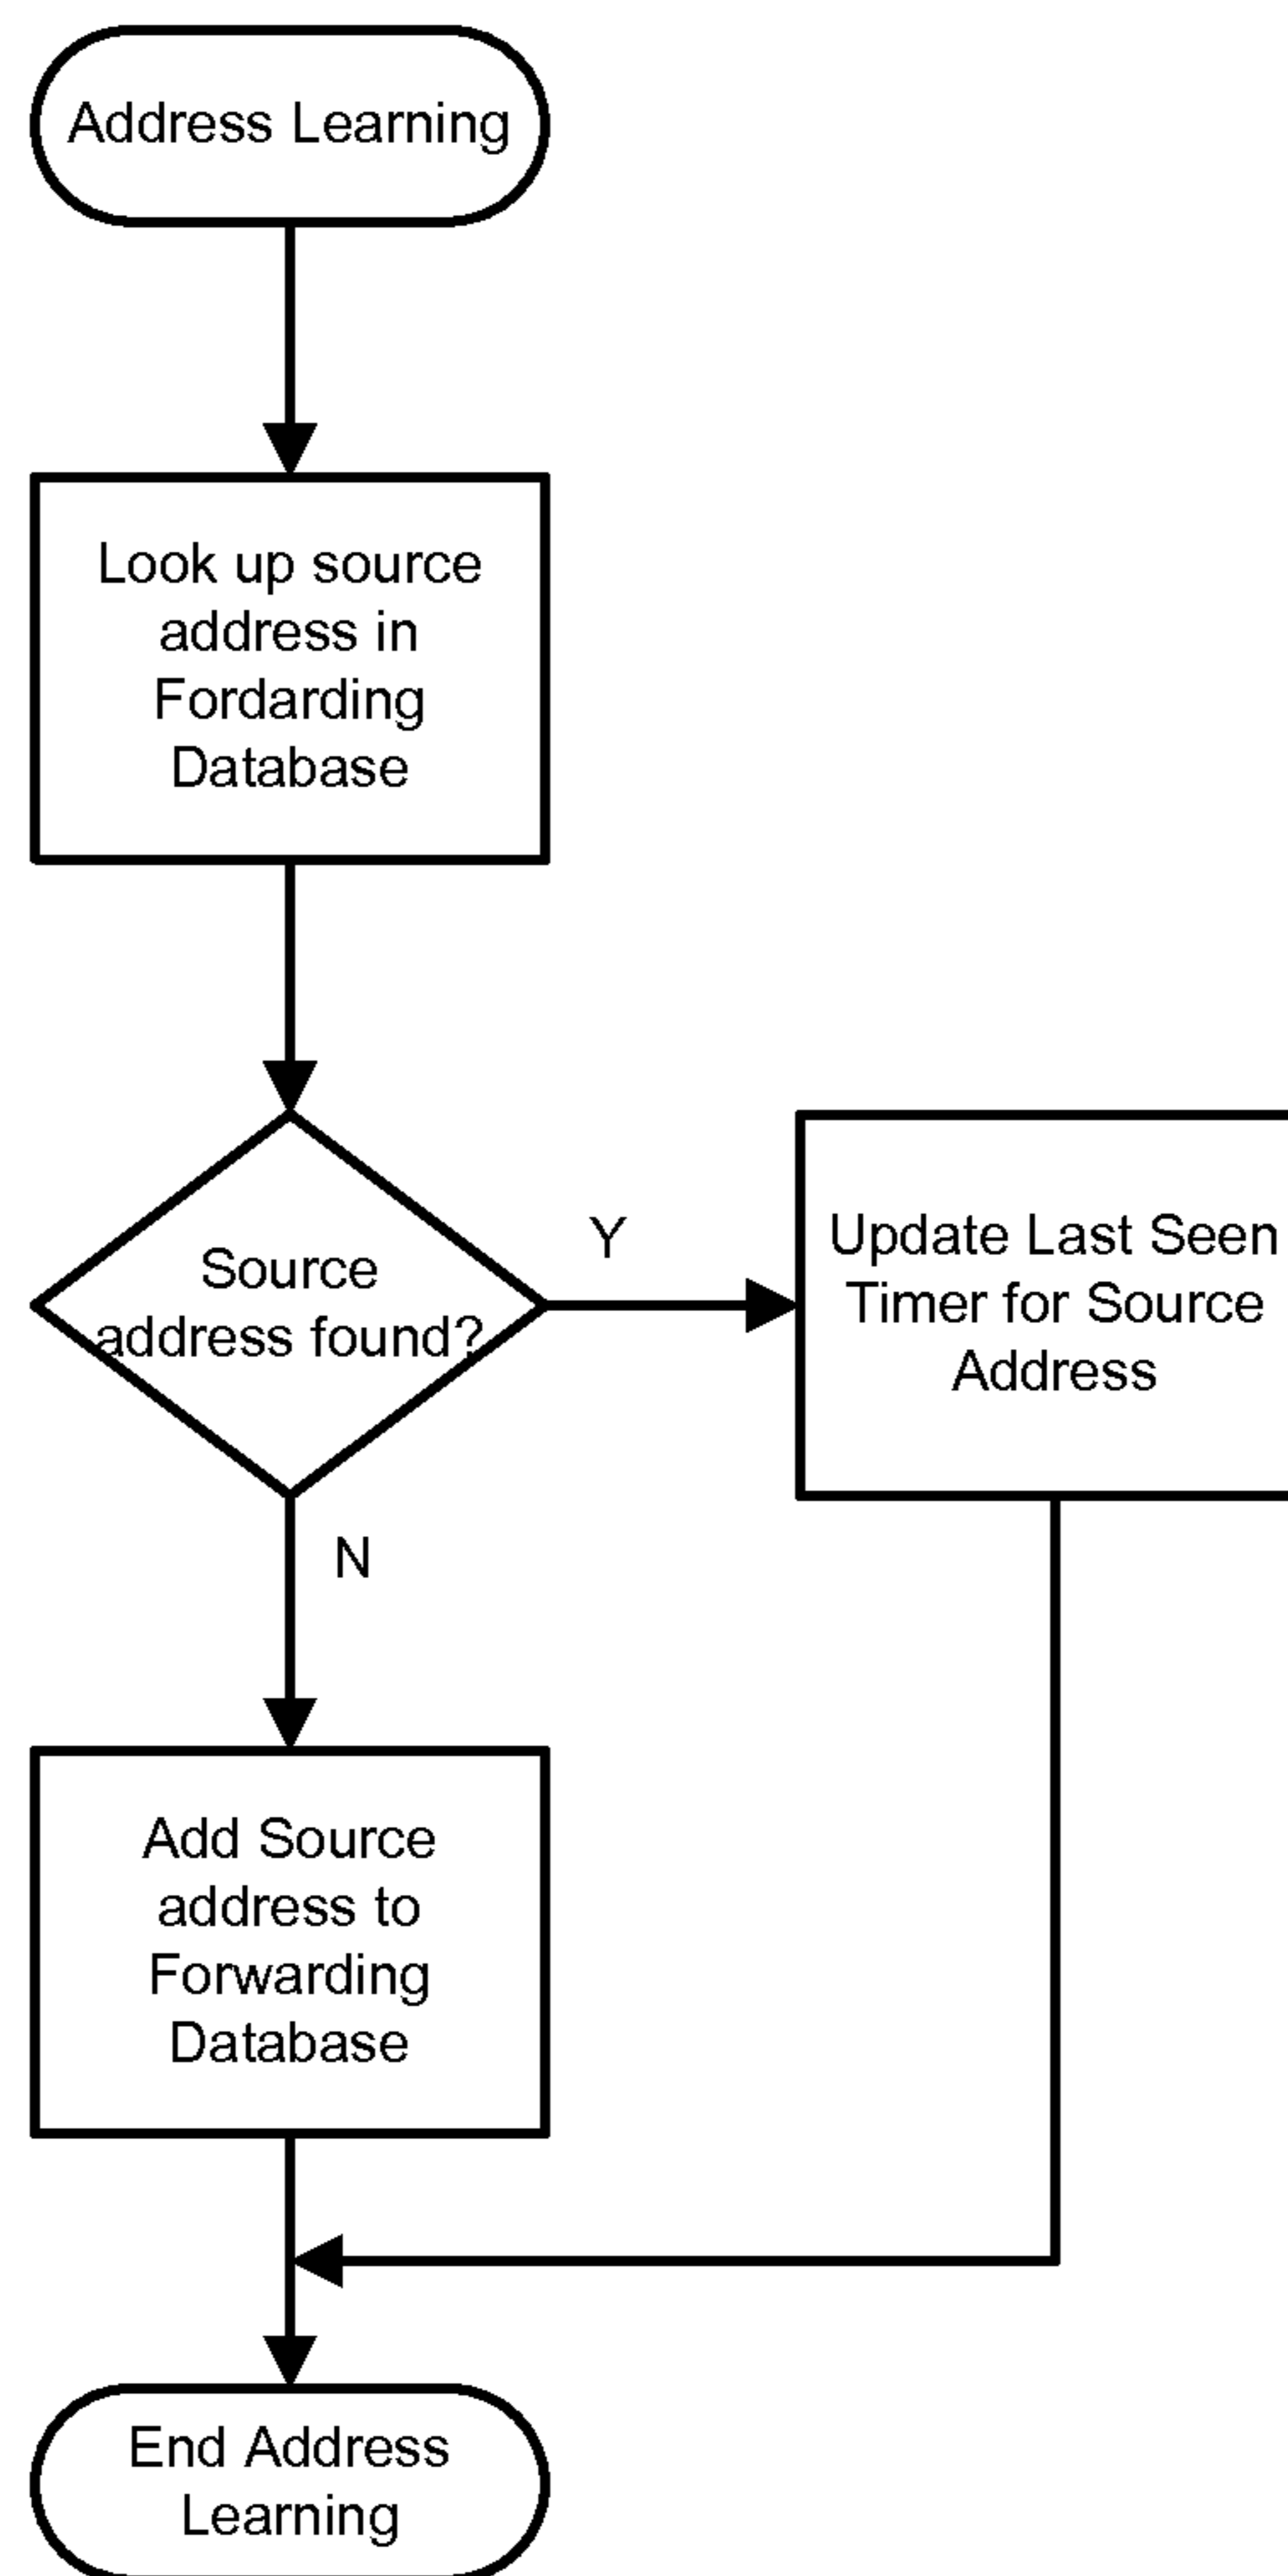 Address Learning
Look up source
address in
Fordarding
Database
Source
address found?
Y
Update Last Seen
Timer for Source
Address
N
Add Source
address to
Forwarding
Database
End Address
Learning